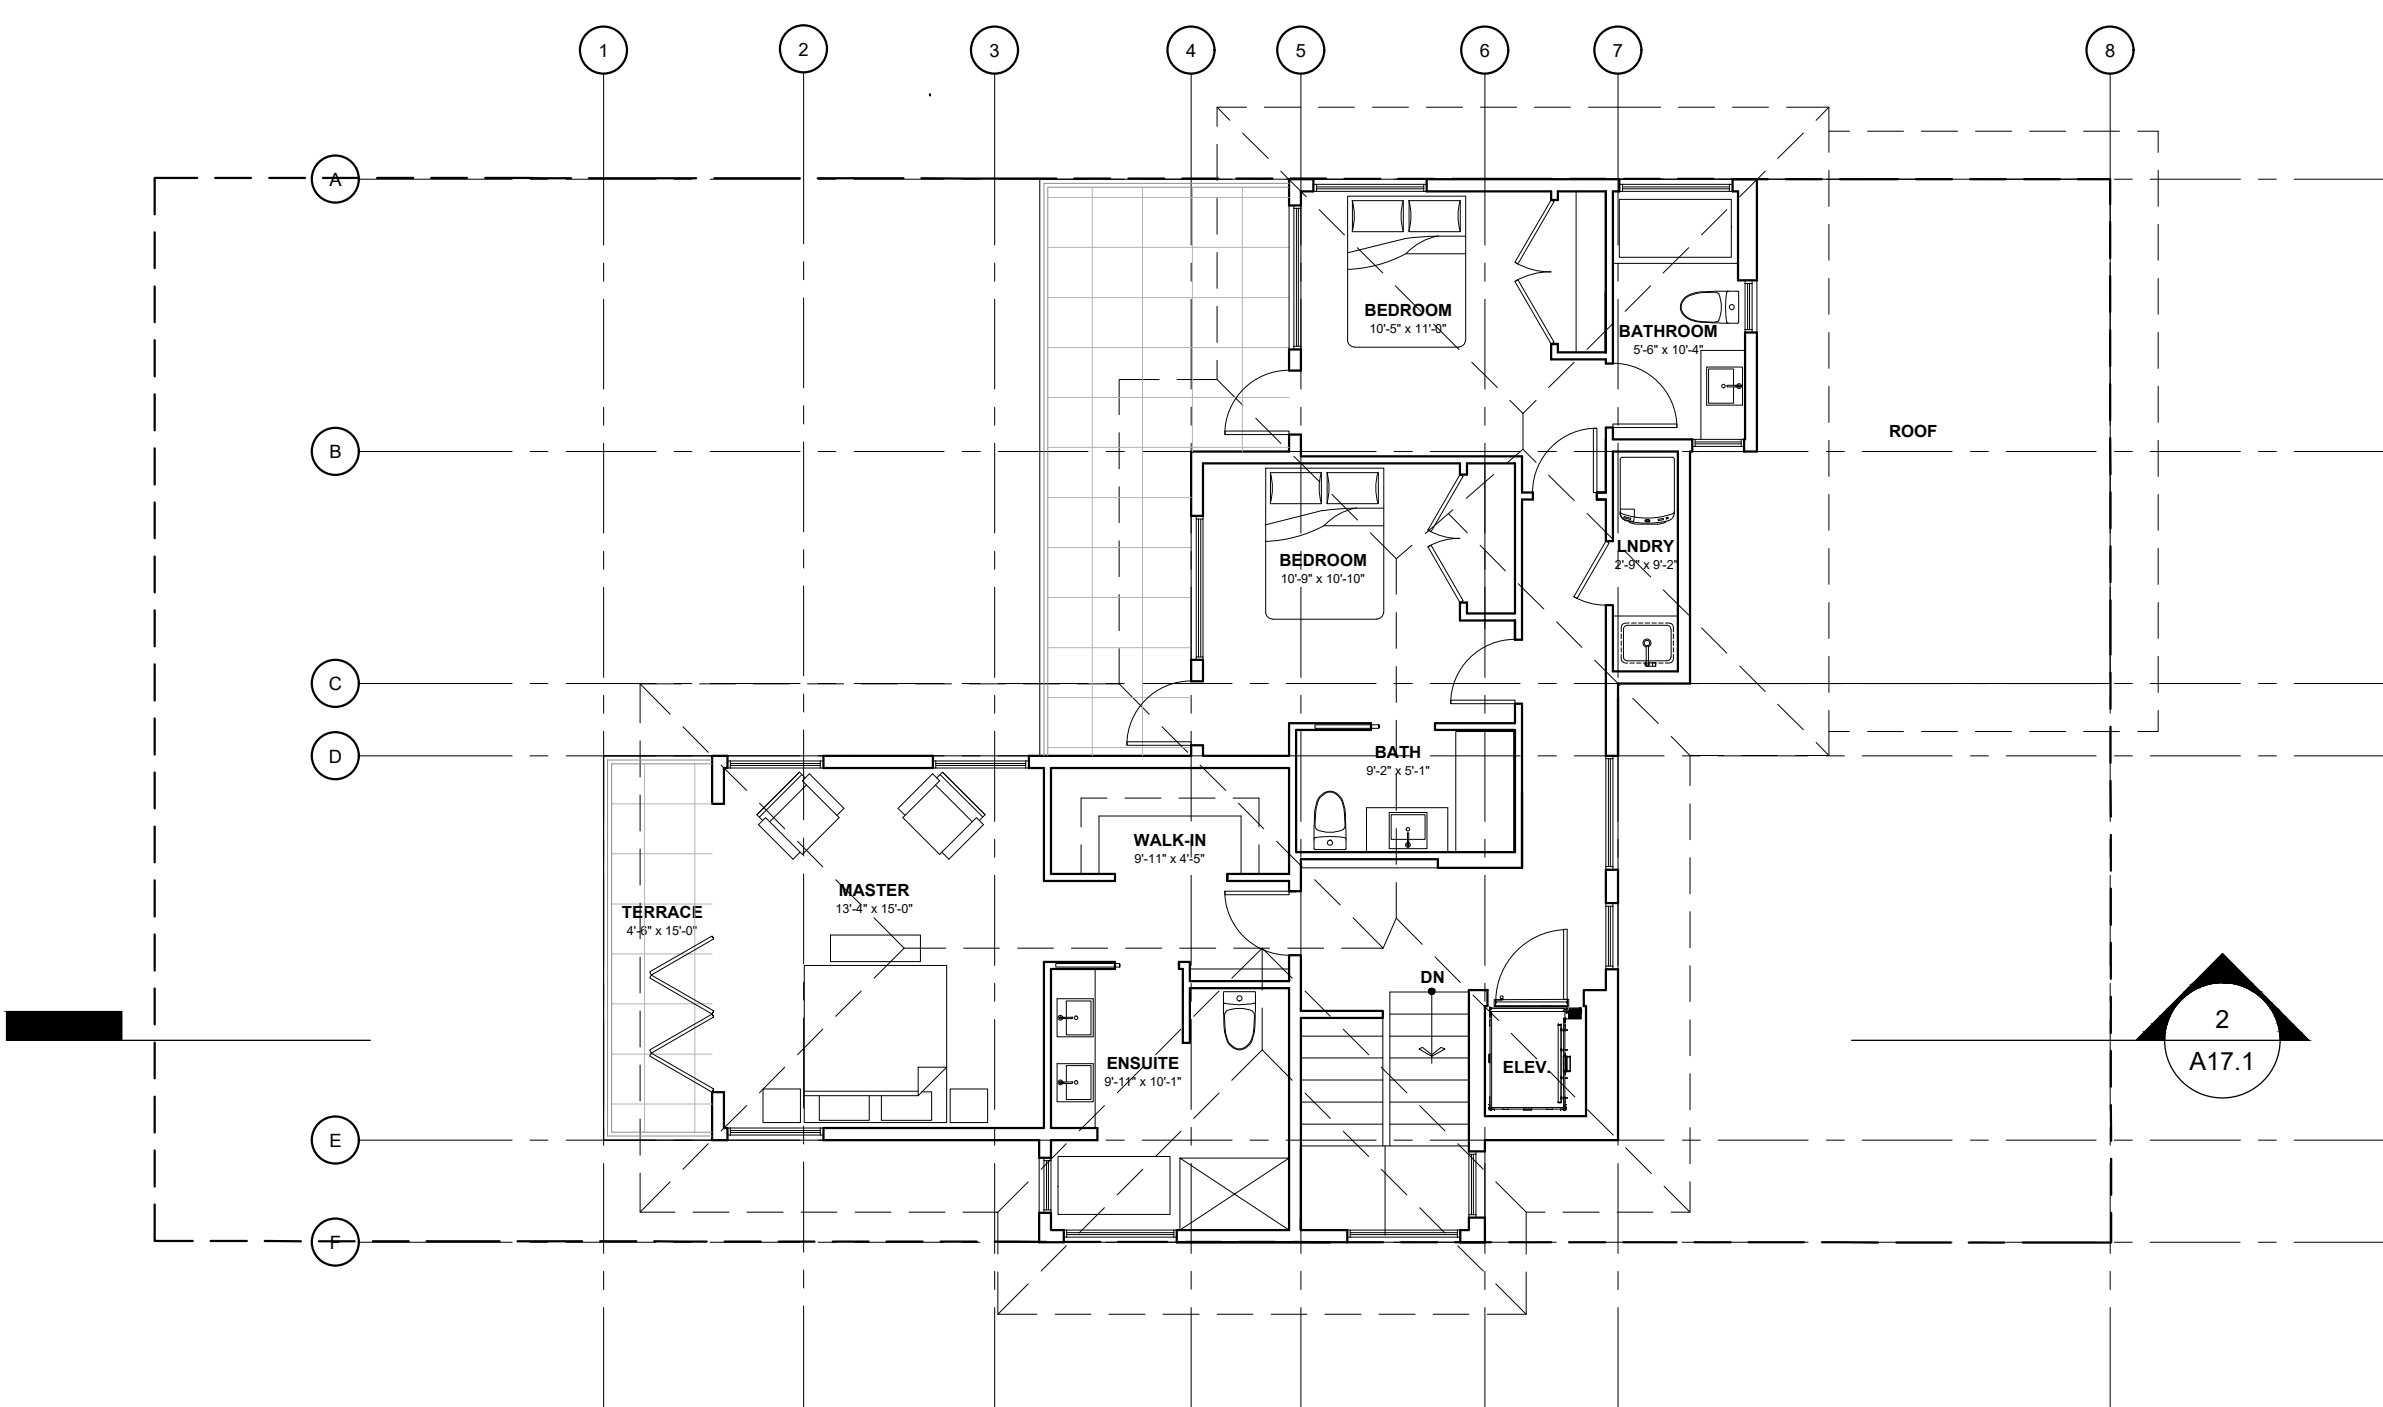 1
2
3
4
5
6
7
8
A
B
C
D
E
F
BEDROOM
10'-5" x 11'-0"
BATHROOM
5'-6" x 10'-4"
ROOF
BEDROOM
10'-9" x 10'-10"
LNDRY
2'-9" x 9'-2"
BATH
9'-2" x 5'-1"
WALK-IN
9'-11" x 4'-5"
MASTER
13'-4" x 15'-0"
TERRACE
4'-6" x 15'-0"
DN
ENSUITE
9'-11" x 10'-1"
ELEV.
2
A17.1